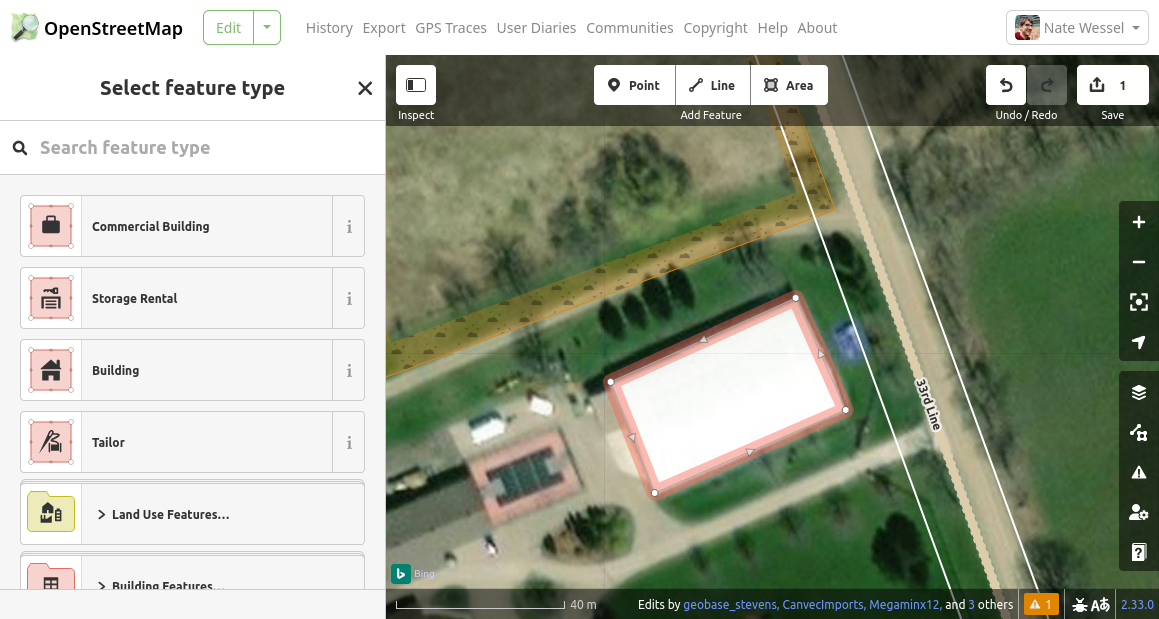 OpenStreetMap
Edit
History Export GPS Traces User Diaries Communities Copyright Help About
Nate Wessel
Select feature type
Search feature type
Commercial Building
Storage Rental
Building
Tailor
Land Use Features...
Building Features...
Inspect
Point Line Area
Add Feature
Undo / Redo
1
Save
33rd Line
Bing
40 m
Edits by geobase_stevens, CanvecImports, Megaminx12, and 3 others
1
2.33.0